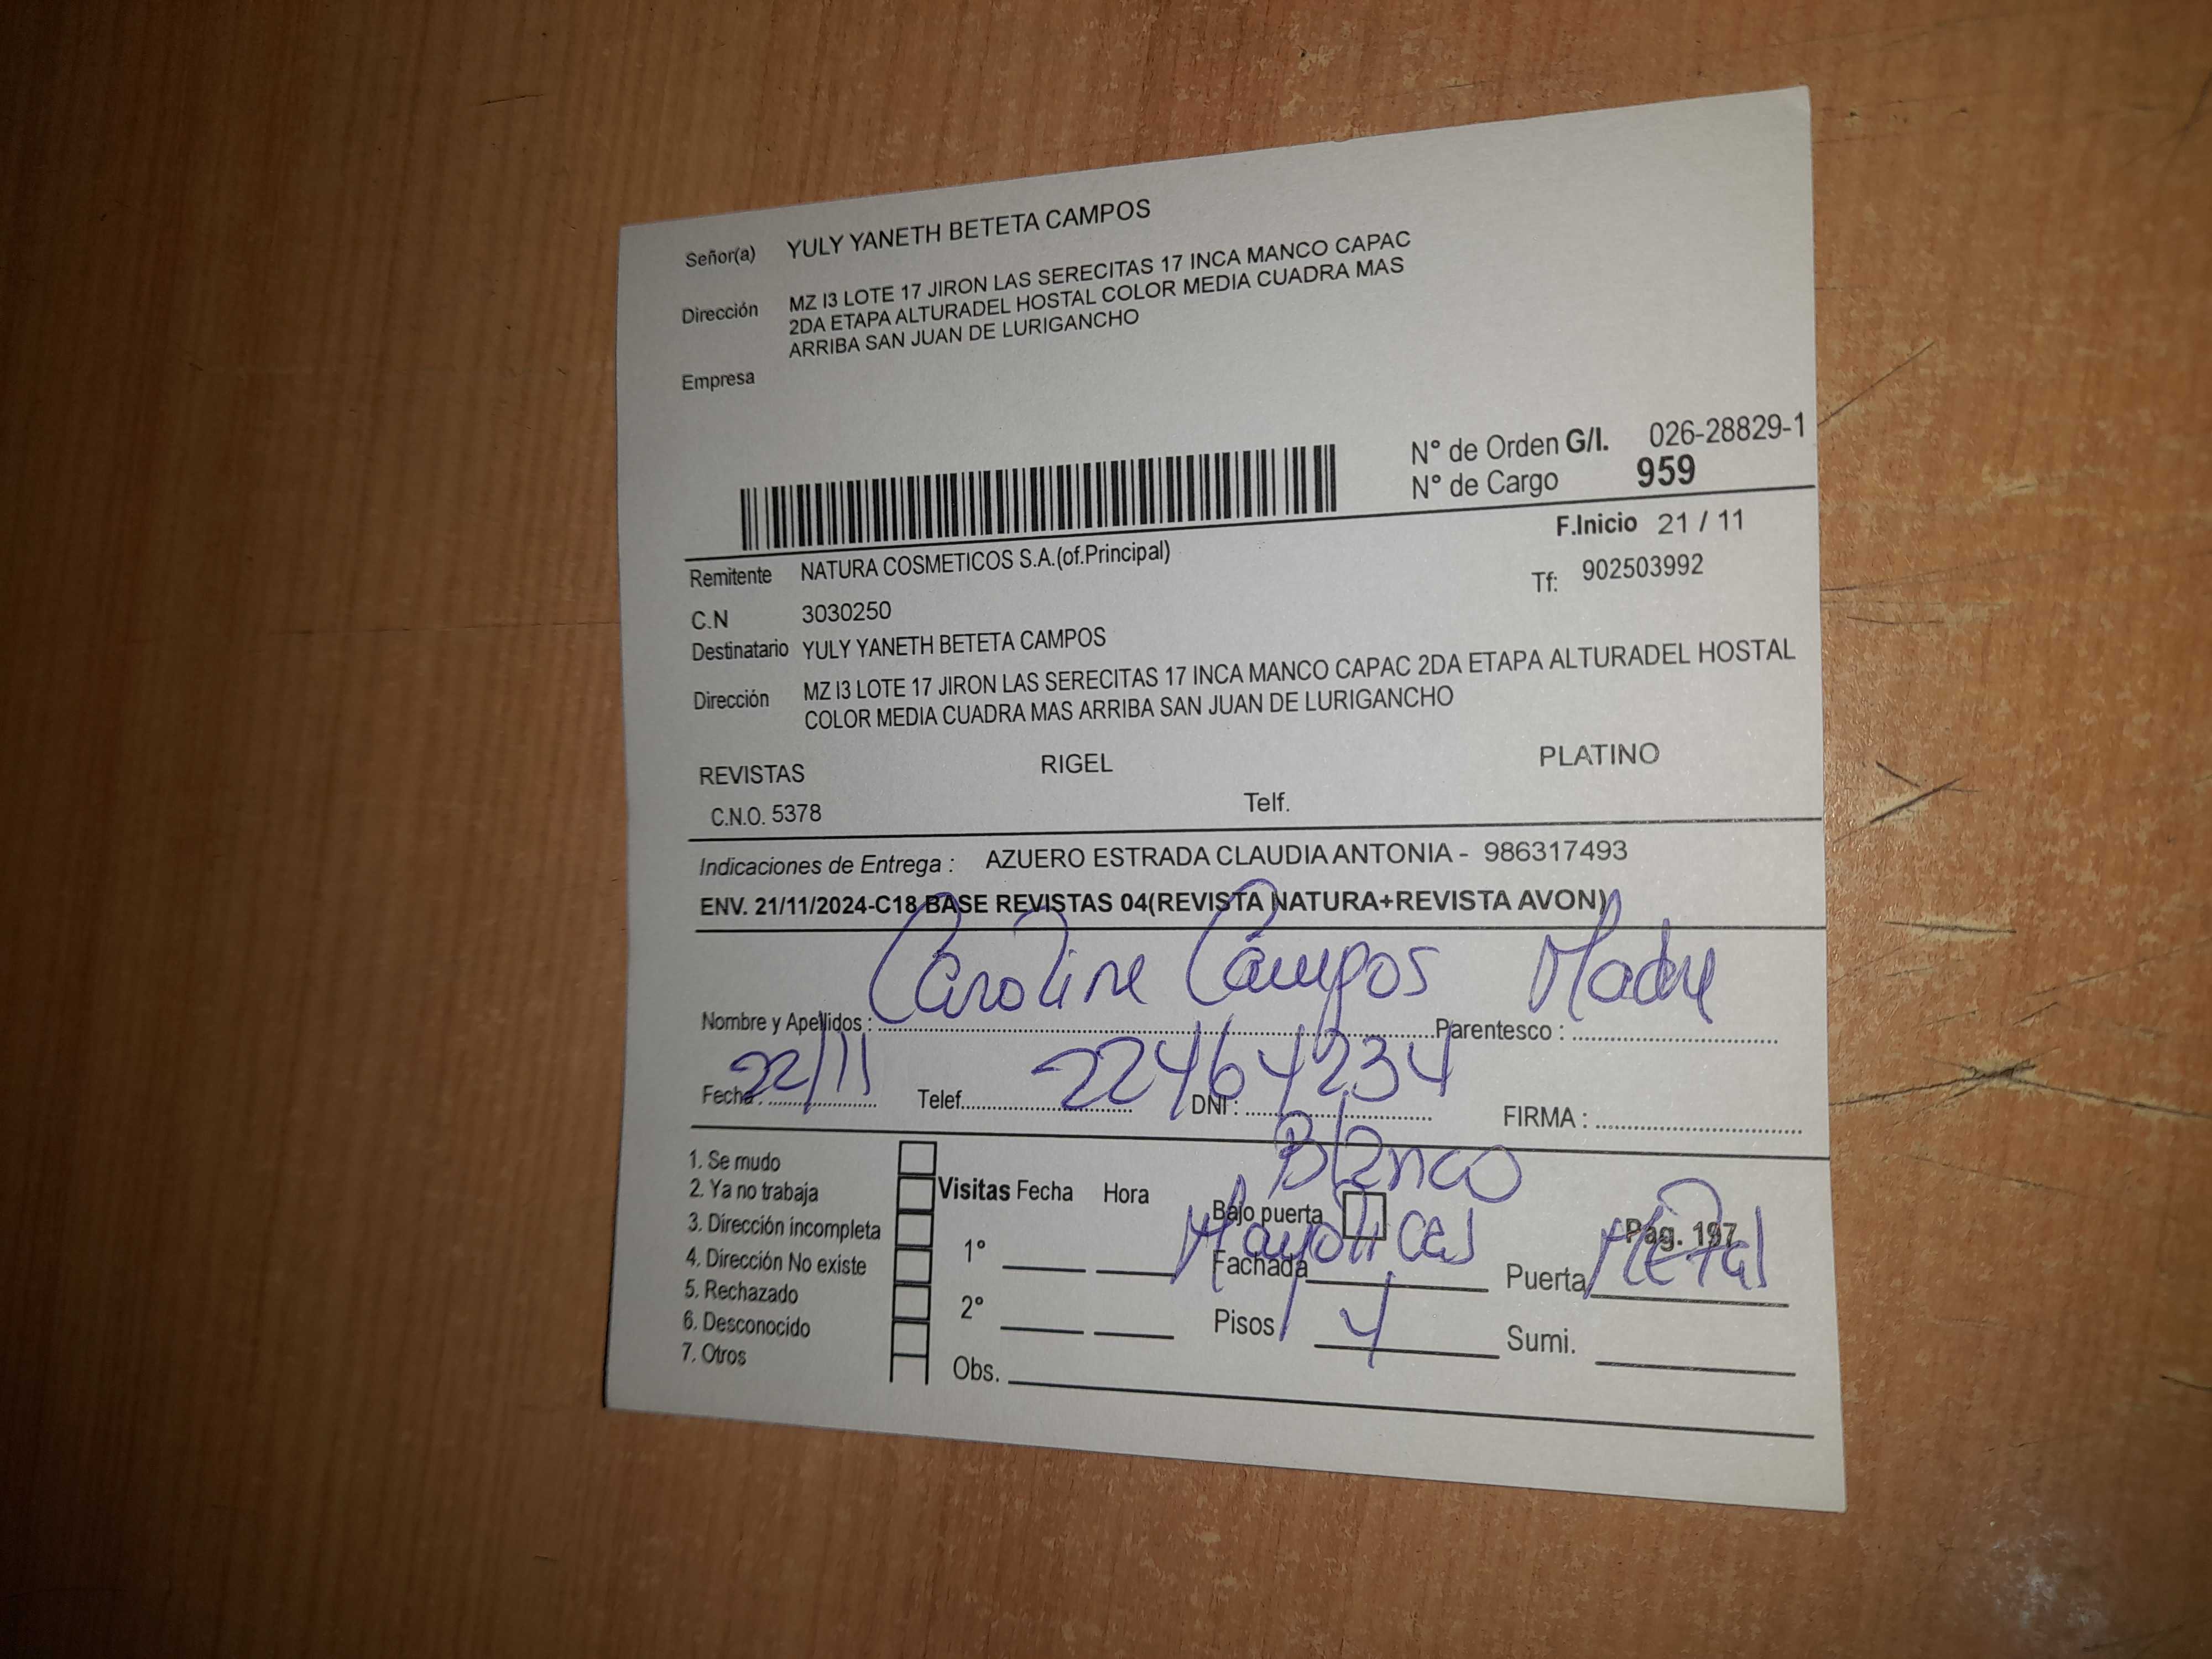 Señor(a) YULY YANETH BETETA CAMPOS
Dirección MZ I3 LOTE 17 JIRON LAS SERECITAS 17 INCA MANCO CAPAC
2DA ETAPA ALTURADEL HOSTAL COLOR MEDIA CUADRA MAS
ARRIBA SAN JUAN DE LURIGANCHO
Empresa
N° de Orden G/I. 026-28829-1
N° de Cargo 959
F.Inicio 21 / 11
Remitente NATURA COSMETICOS S.A.(of.Principal)
Tf: 902503992
C.N 3030250
Destinatario YULY YANETH BETETA CAMPOS
Dirección MZ I3 LOTE 17 JIRON LAS SERECITAS 17 INCA MANCO CAPAC 2DA ETAPA ALTURADEL HOSTAL
COLOR MEDIA CUADRA MAS ARRIBA SAN JUAN DE LURIGANCHO
REVISTAS RIGEL PLATINO
C.N.O. 5378 Telf.
Indicaciones de Entrega : AZUERO ESTRADA CLAUDIA ANTONIA - 986317493
ENV. 21/11/2024-C18 BASE REVISTAS 04(REVISTA NATURA+REVISTA AVON)
Nombre y Apellidos : Caroline Campos Parentesco : Madre
Fecha : 22/11 Telef. DNI : 22464234 FIRMA :
1. Se mudo
2. Ya no trabaja
3. Dirección incompleta
4. Dirección No existe
5. Rechazado
6. Desconocido
7. Otros
Visitas Fecha Hora
1°
2°
Obs.
Blanco
Bajo puerta Pag. 197
Fachada Mayolicas Puerta Metal
Pisos 4 Sumi.